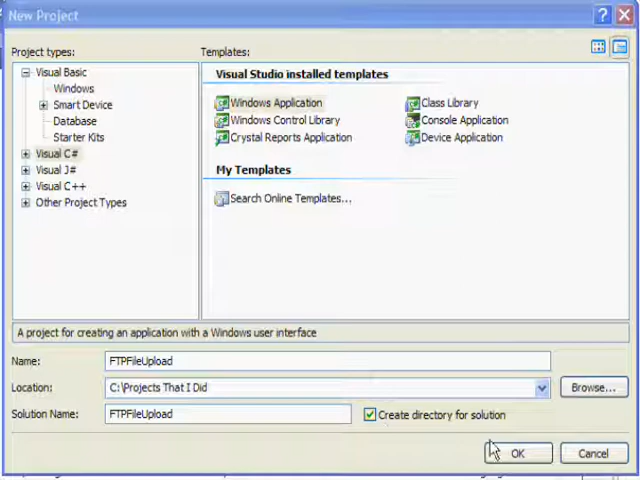 New Project
Project types:
Templates:
Visual Basic
Windows
Smart Device
Database
Starter Kits
Visual C#
Visual J#
Visual C++
Other Project Types
Visual Studio installed templates
Windows Application
Class Library
Windows Control Library
Console Application
Crystal Reports Application
Device Application
My Templates
Search Online Templates...
A project for creating an application with a Windows user interface
Name:
FTPFileUpload
Location:
C:\Projects That I Did
Browse...
Solution Name:
FTPFileUpload
Create directory for solution
OK
Cancel